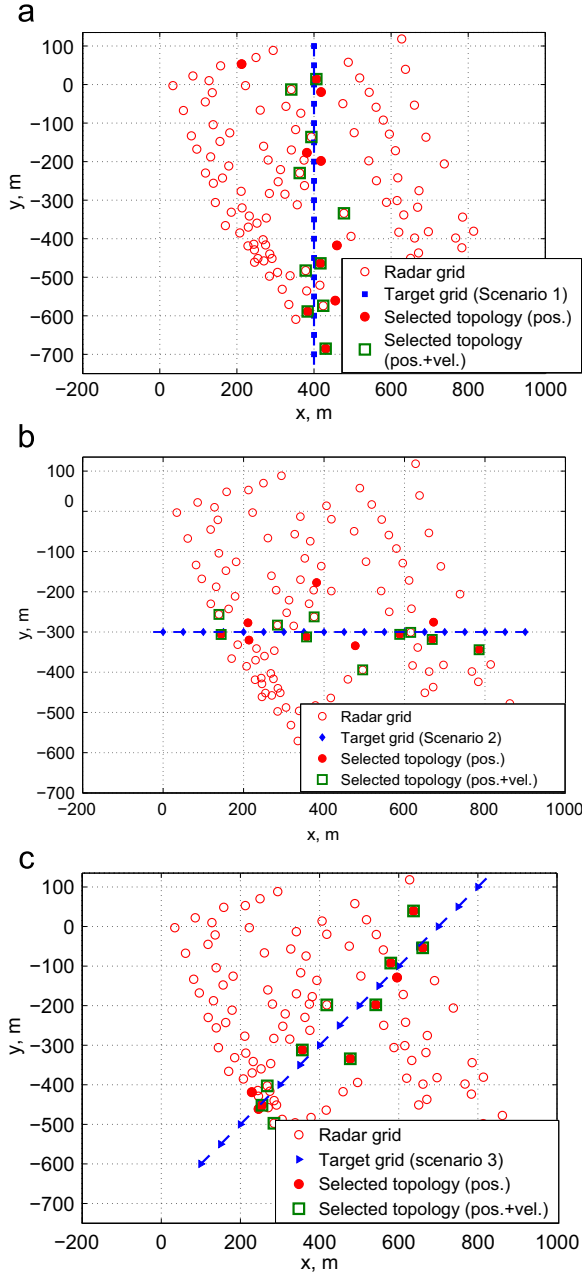 a
100
0
−100
−200
−300
−400
−500
−600
−700
y, m
Radar grid
Target grid (Scenario 1)
Selected topology (pos.)
Selected topology
(pos.+vel.)
−200 0 200 400 600 800 1000
x, m
b
100
0
−100
−200
−300
−400
−500
−600
−700
y, m
Radar grid
Target grid (Scenario 2)
Selected topology (pos.)
Selected topology (pos.+vel.)
−200 0 200 400 600 800 1000
x, m
c
100
0
−100
−200
−300
−400
−500
−600
−700
y, m
Radar grid
Target grid (scenario 3)
Selected topology (pos.)
Selected topology (pos.+vel.)
−200 0 200 400 600 800 1000
x, m